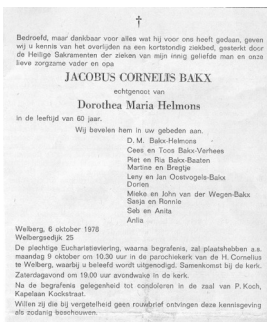 Bedroefd, maar dankbaar voor alles wat hij voor ons heeft gedaan, geven
wij u kennis van het overlijden na een kortstondig ziekbed, gesterkt door
de Heilige Sakramenten der zieken van mijn innig geliefde man en onze
lieve zorgzame vader en opa
JACOBUS CORNELIS BAKX
echtgenoot van
Dorothea Maria Helmons
in de leeftijd van 60 jaar.
Wij bevelen hem in uw gebeden aan.
D. M. Bakx-Helmons
Cees en Toos Bakx-Verhees
Piet en Ria Bakx-Baaten
Martine en Bregtje
Leny en Jan Oostvogels-Bakx
Dorien
Mieke en John van der Wegen-Bakx
Sasja en Ronnie
Seb en Anita
Anita
Welberg, 6 oktober 1978
Welbergsedijk 25
De plechtige Eucharistieviering, waarna begrafenis, zal plaatshebben a.s.
maandag 9 oktober om 10.30 uur in de parochiekerk van de H. Cornelius
te Welberg, waarbij u beleefd wordt uitgenodigd. Samenkomst bij de kerk.
Zaterdagavond om 19.00 uur avondwake in de kerk.
Na de begrafenis gelegenheid tot condoleren in de zaal van P. Koch,
Kapelaan Kockstraat.
Willen zij die bij vergetelheid geen rouwbrief ontvingen deze kennisgeving
als zodanig beschouwen.